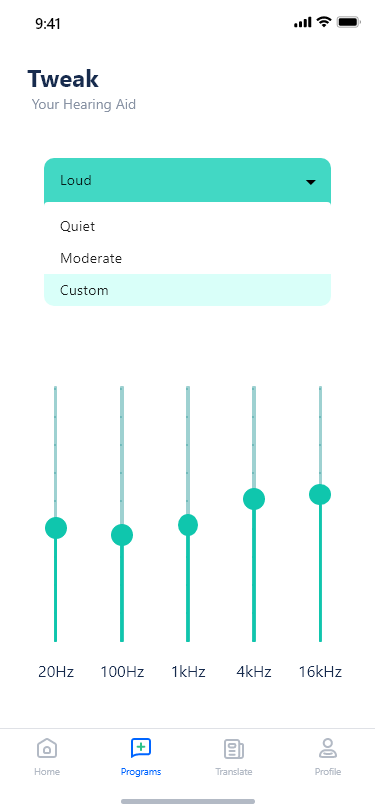 9:41
Tweak
Your Hearing Aid
Loud
Quiet
Moderate
Custom
20Hz 100Hz 1kHz 4kHz 16kHz
Home Programs Translate Profile